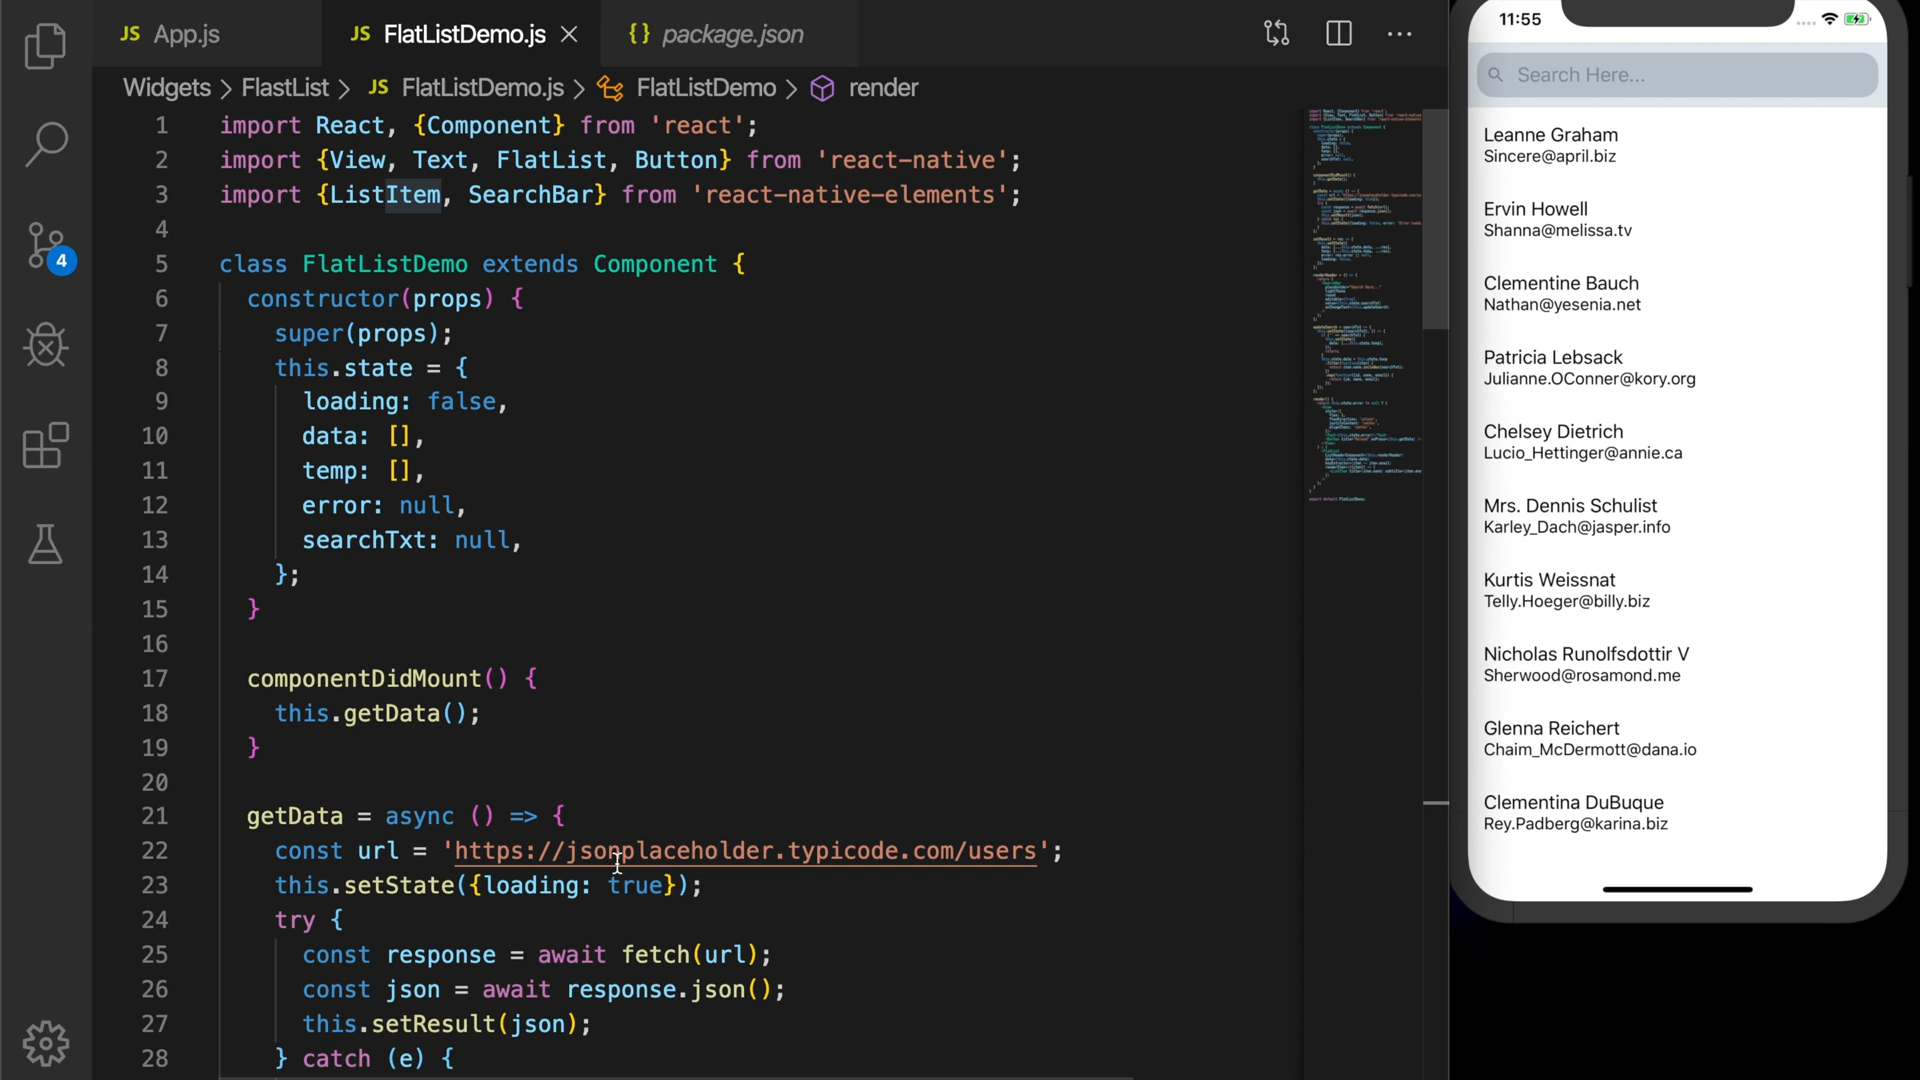 JS App.js
JS FlatListDemo.js
{} package.json
Widgets > FlastList > JS FlatListDemo.js > FlatListDemo > render
1 import React, {Component} from 'react';
2 import {View, Text, FlatList, Button} from 'react-native';
3 import {ListItem, SearchBar} from 'react-native-elements';
4
5 class FlatListDemo extends Component {
6 constructor(props) {
7 super(props);
8 this.state = {
9 loading: false,
10 data: [],
11 temp: [],
12 error: null,
13 searchTxt: null,
14 };
15 }
16
17 componentDidMount() {
18 this.getData();
19 }
20
21 getData = async () => {
22 const url = 'https://jsonplaceholder.typicode.com/users';
23 this.setState({loading: true});
24 try {
25 const response = await fetch(url);
26 const json = await response.json();
27 this.setResult(json);
28 } catch (e) {
4
11:55
Search Here...
Leanne Graham
Sincere@april.biz
Ervin Howell
Shanna@melissa.tv
Clementine Bauch
Nathan@yesenia.net
Patricia Lebsack
Julianne.OConner@kory.org
Chelsey Dietrich
Lucio_Hettinger@annie.ca
Mrs. Dennis Schulist
Karley_Dach@jasper.info
Kurtis Weissnat
Telly.Hoeger@billy.biz
Nicholas Runolfsdottir V
Sherwood@rosamond.me
Glenna Reichert
Chaim_McDermott@dana.io
Clementina DuBuque
Rey.Padberg@karina.biz